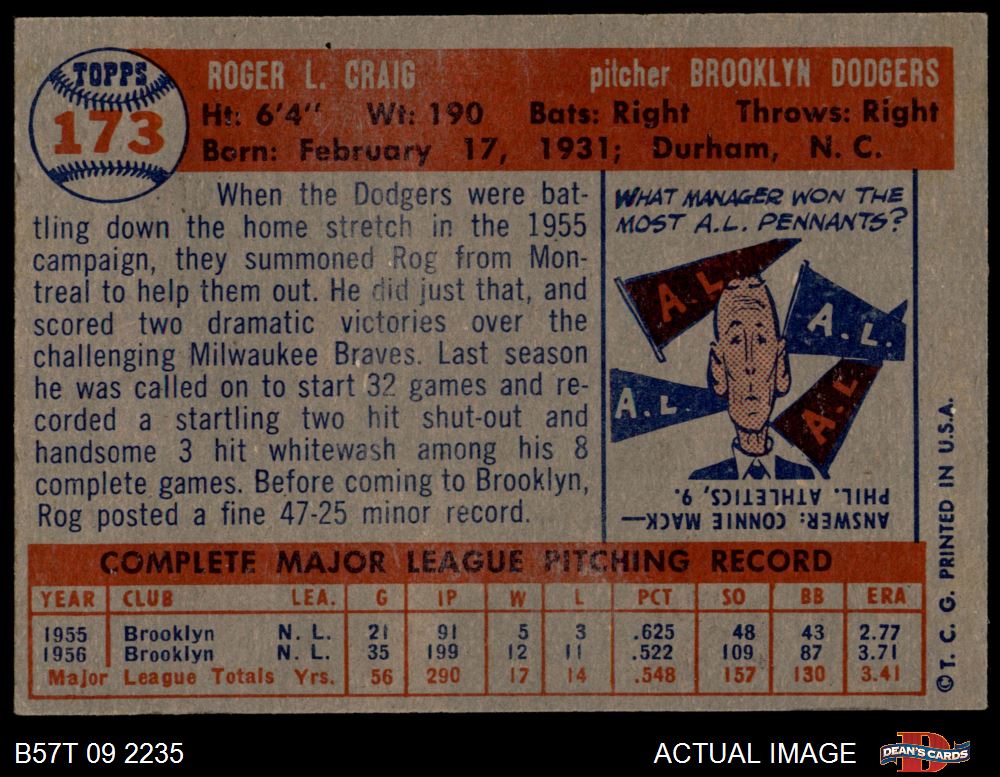 TOPPS
173
ROGER L. CRAIG pitcher BROOKLYN DODGERS
Ht: 6'4'' Wt: 190 Bats: Right Throws: Right
Born: February 17, 1931; Durham, N. C.
When the Dodgers were bat-
tling down the home stretch in the 1955
campaign, they summoned Rog from Mon-
treal to help them out. He did just that, and
scored two dramatic victories over the
challenging Milwaukee Braves. Last season
he was called on to start 32 games and re-
corded a startling two hit shut-out and
handsome 3 hit whitewash among his 8
complete games. Before coming to Brooklyn,
Rog posted a fine 47-25 minor record.
WHAT MANAGER WON THE
MOST A.L. PENNANTS?
A.L.
A.L.
A.L.
A.L.
ANSWER: CONNIE MACK—
PHIL. ATHLETICS, 9.
COMPLETE MAJOR LEAGUE PITCHING RECORD
YEAR CLUB LEA. G IP W L PCT SO BB ERA
1955 Brooklyn N. L. 21 91 5 3 .625 48 43 2.77
1956 Brooklyn N. L. 35 199 12 11 .522 109 87 3.71
Major League Totals Yrs. 56 290 17 14 .548 157 130 3.41
© T. C. G. PRINTED IN U.S.A.
B57T 09 2235
ACTUAL IMAGE
D
DEAN'S CARDS